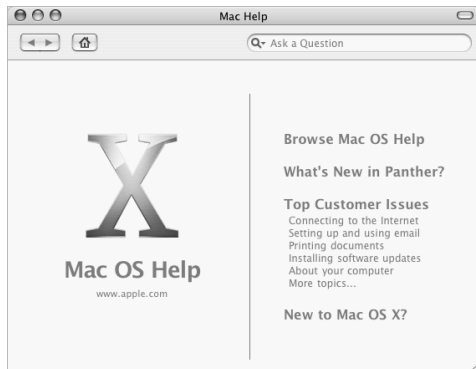 Mac Help
Ask a Question
X
Mac OS Help
www.apple.com
Browse Mac OS Help
What's New in Panther?
Top Customer Issues
Connecting to the Internet
Setting up and using email
Printing documents
Installing software updates
About your computer
More topics...
New to Mac OS X?